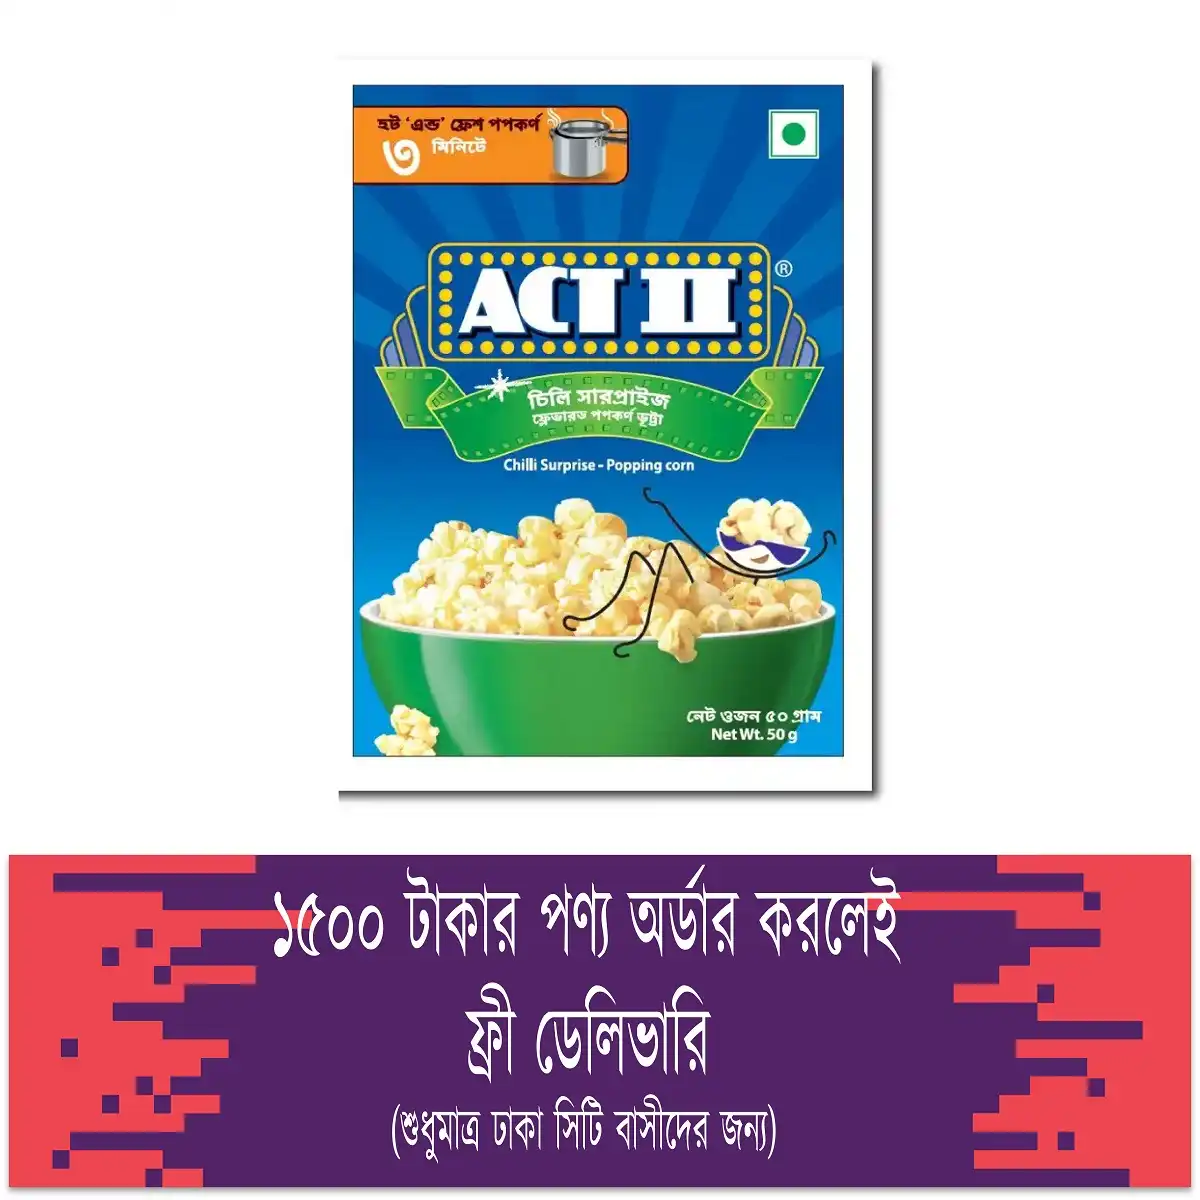 হট ‘এন্ড’ ফ্রেশ পপকর্ণ
৩ মিনিটে
ACT II ®
চিলি সারপ্রাইজ
ফ্লেভারড পপকর্ণ ভূট্টা
Chilli Surprise - Popping corn
নেট ওজন ৫০ গ্রাম
Net Wt. 50 g
১৫০০ টাকার পণ্য অর্ডার করলেই
ফ্রী ডেলিভারি
(শুধুমাত্র ঢাকা সিটি বাসীদের জন্য)